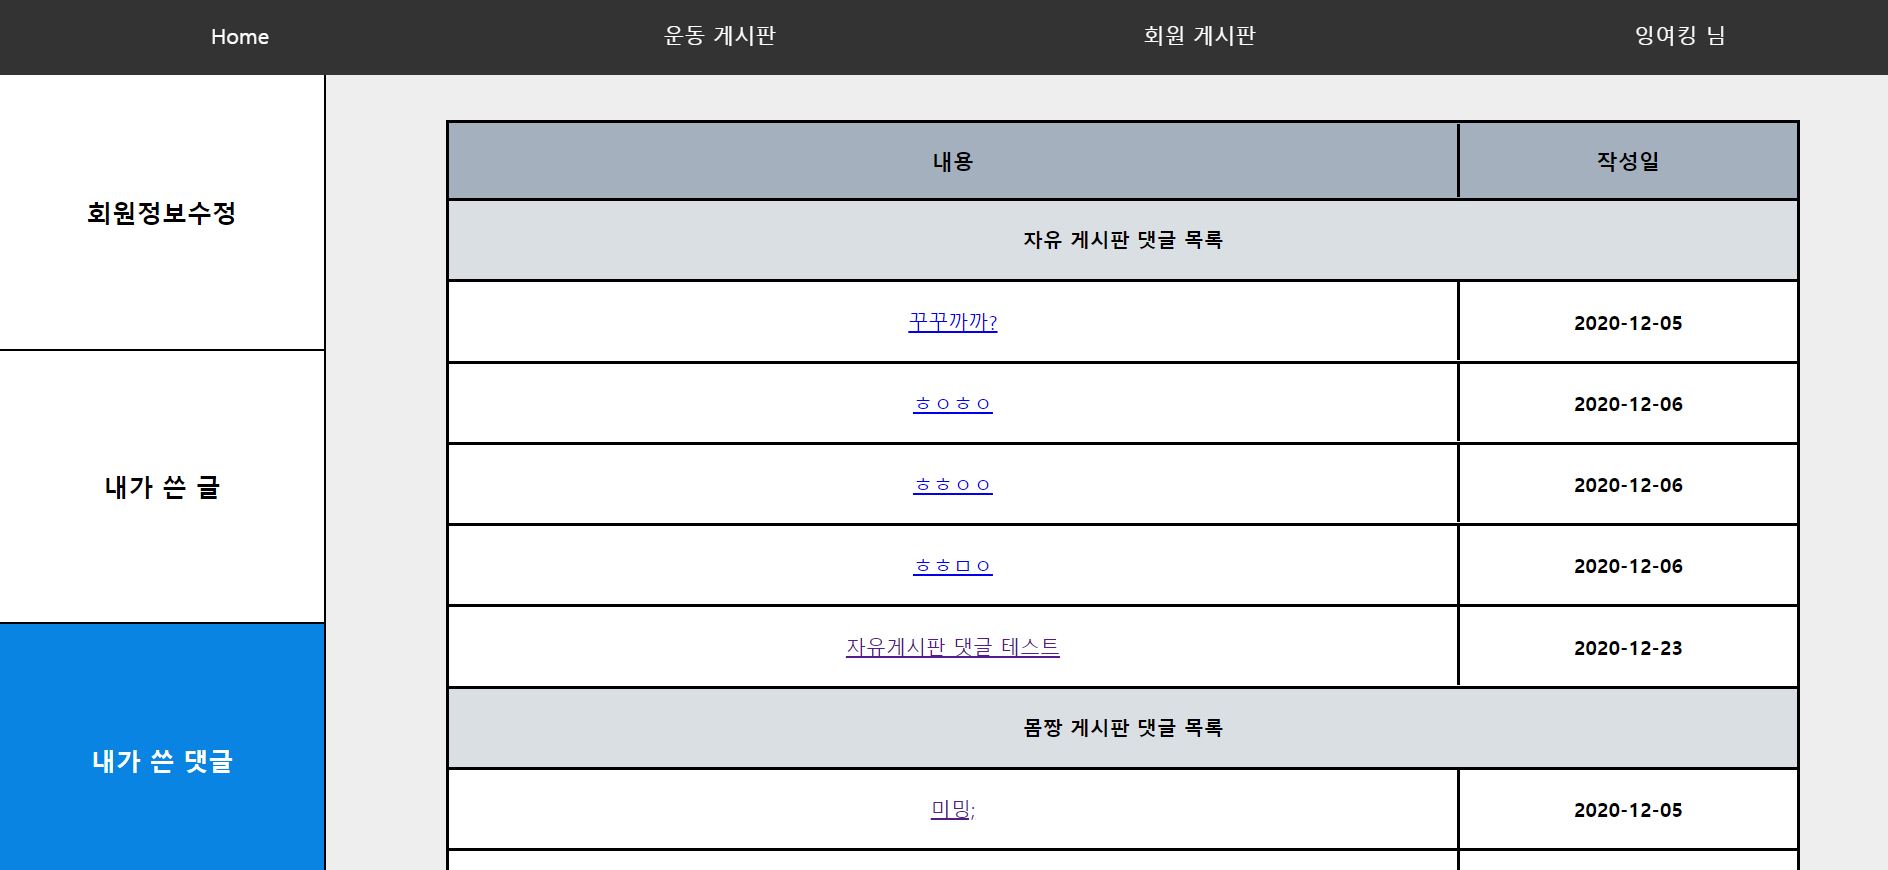 Home 운동 게시판 회원 게시판 잉여킹 님
회원정보수정
내가 쓴 글
내가 쓴 댓글
내용 작성일
자유 게시판 댓글 목록
꾸꾸까까? 2020-12-05
ㅎㅇㅎㅇ 2020-12-06
ㅎㅎㅇㅇ 2020-12-06
ㅎㅎㅁㅇ 2020-12-06
자유게시판 댓글 테스트 2020-12-23
몸짱 게시판 댓글 목록
미밍; 2020-12-05